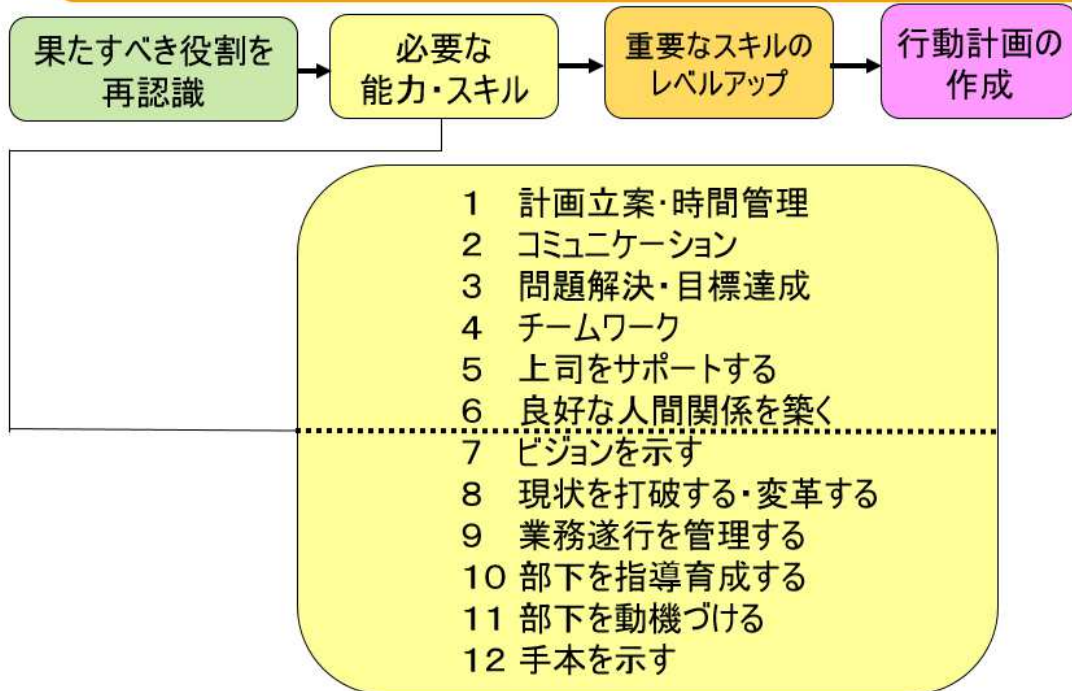 果たすべき役割を
再認識
必要な
能力・スキル
重要なスキルの
レベルアップ
行動計画の
作成
1 計画立案・時間管理
2 コミュニケーション
3 問題解決・目標達成
4 チームワーク
5 上司をサポートする
6 良好な人間関係を築く
7 ビジョンを示す
8 現状を打破する・変革する
9 業務遂行を管理する
10 部下を指導育成する
11 部下を動機づける
12 手本を示す